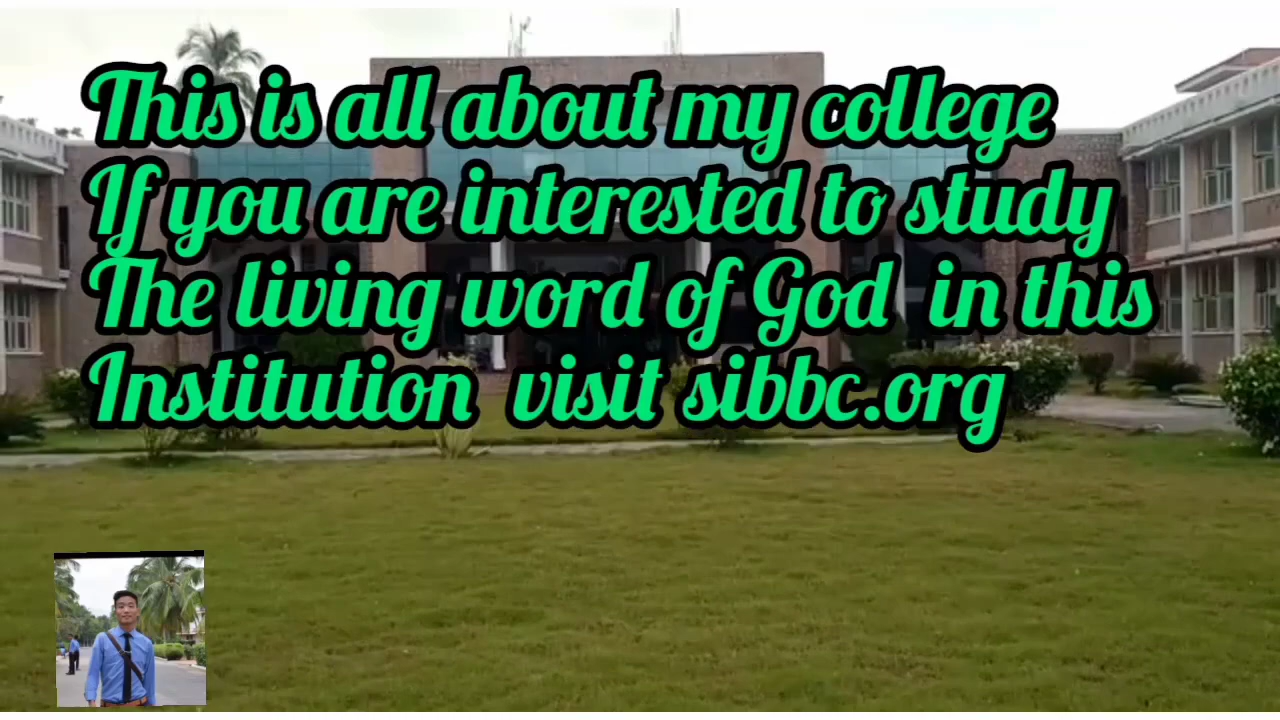 This is all about my college
If you are interested to study
The living word of God in this
Institution visit sibbc.org